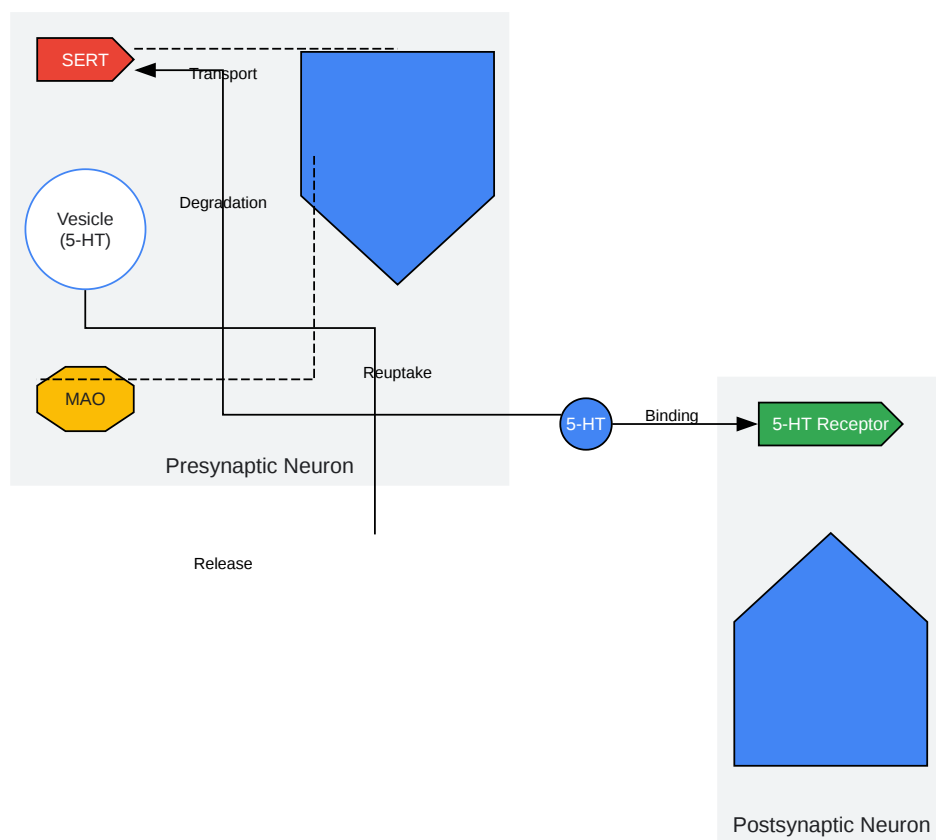 SERT
Transport
Degradation
Vesicle
(5-HT)
Reuptake
MAO
5-HT
Binding
5-HT Receptor
Presynaptic Neuron
Release
Postsynaptic Neuron